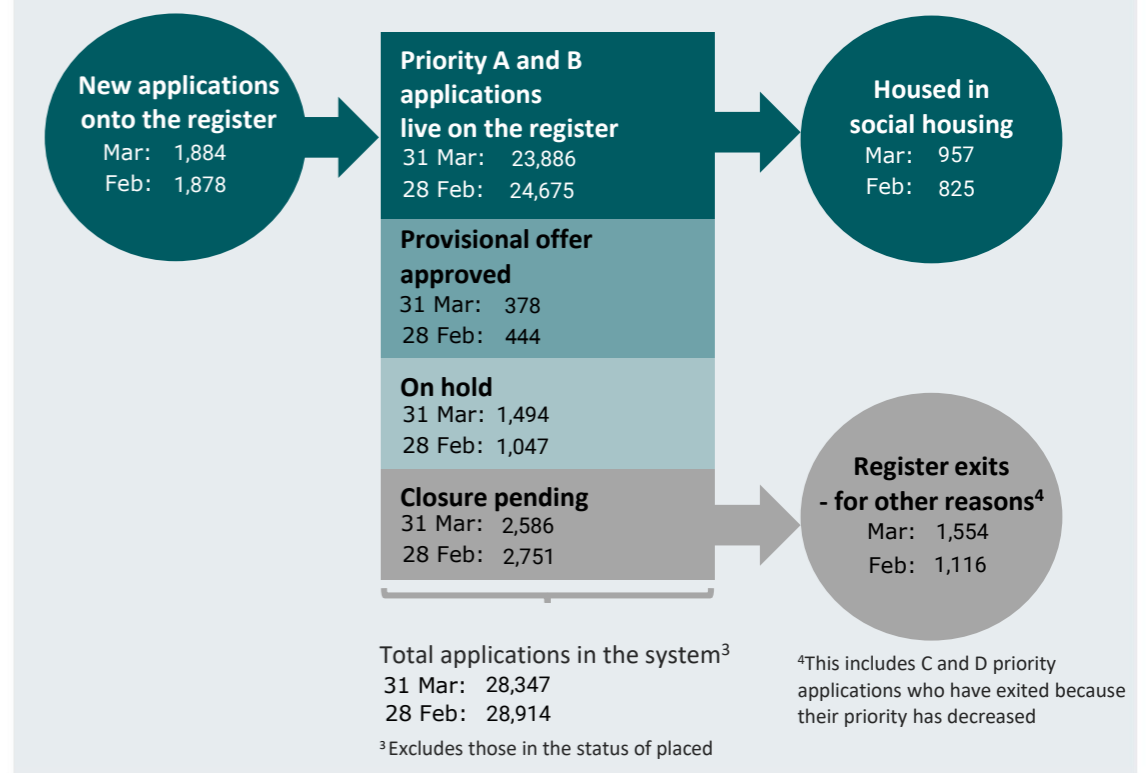 New applications
onto the register
Mar: 1,884
Feb: 1,878
Priority A and B
applications
live on the register
31 Mar: 23,886
28 Feb: 24,675
Housed in
social housing
Mar: 957
Feb: 825
Provisional offer
approved
31 Mar: 378
28 Feb: 444
On hold
31 Mar: 1,494
28 Feb: 1,047
Closure pending
31 Mar: 2,586
28 Feb: 2,751
Register exits
- for other reasons⁴
Mar: 1,554
Feb: 1,116
Total applications in the system³
31 Mar: 28,347
28 Feb: 28,914
³Excludes those in the status of placed
⁴This includes C and D priority
applications who have exited because
their priority has decreased